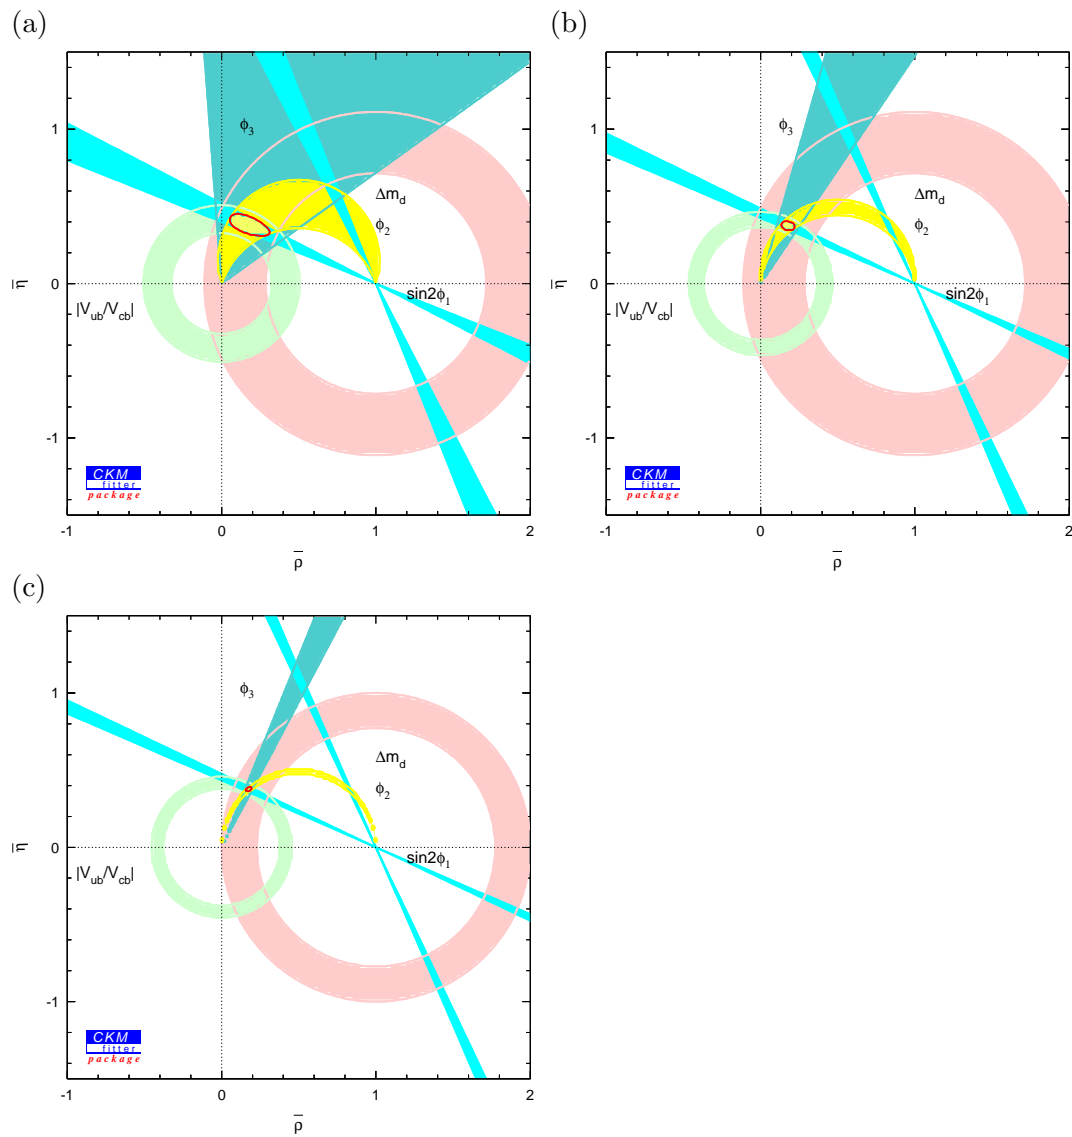 (a)
1
0
-1
-1 0 1 2
ρ̅
η̅
ϕ3
Δmd
ϕ2
sin2ϕ1
|Vub/Vcb|
CKM
fitter
package
(b)
1
0
-1
-1 0 1 2
ρ̅
η̅
ϕ3
Δmd
ϕ2
sin2ϕ1
|Vub/Vcb|
CKM
fitter
package
(c)
1
0
-1
-1 0 1 2
ρ̅
η̅
ϕ3
Δmd
ϕ2
sin2ϕ1
|Vub/Vcb|
CKM
fitter
package